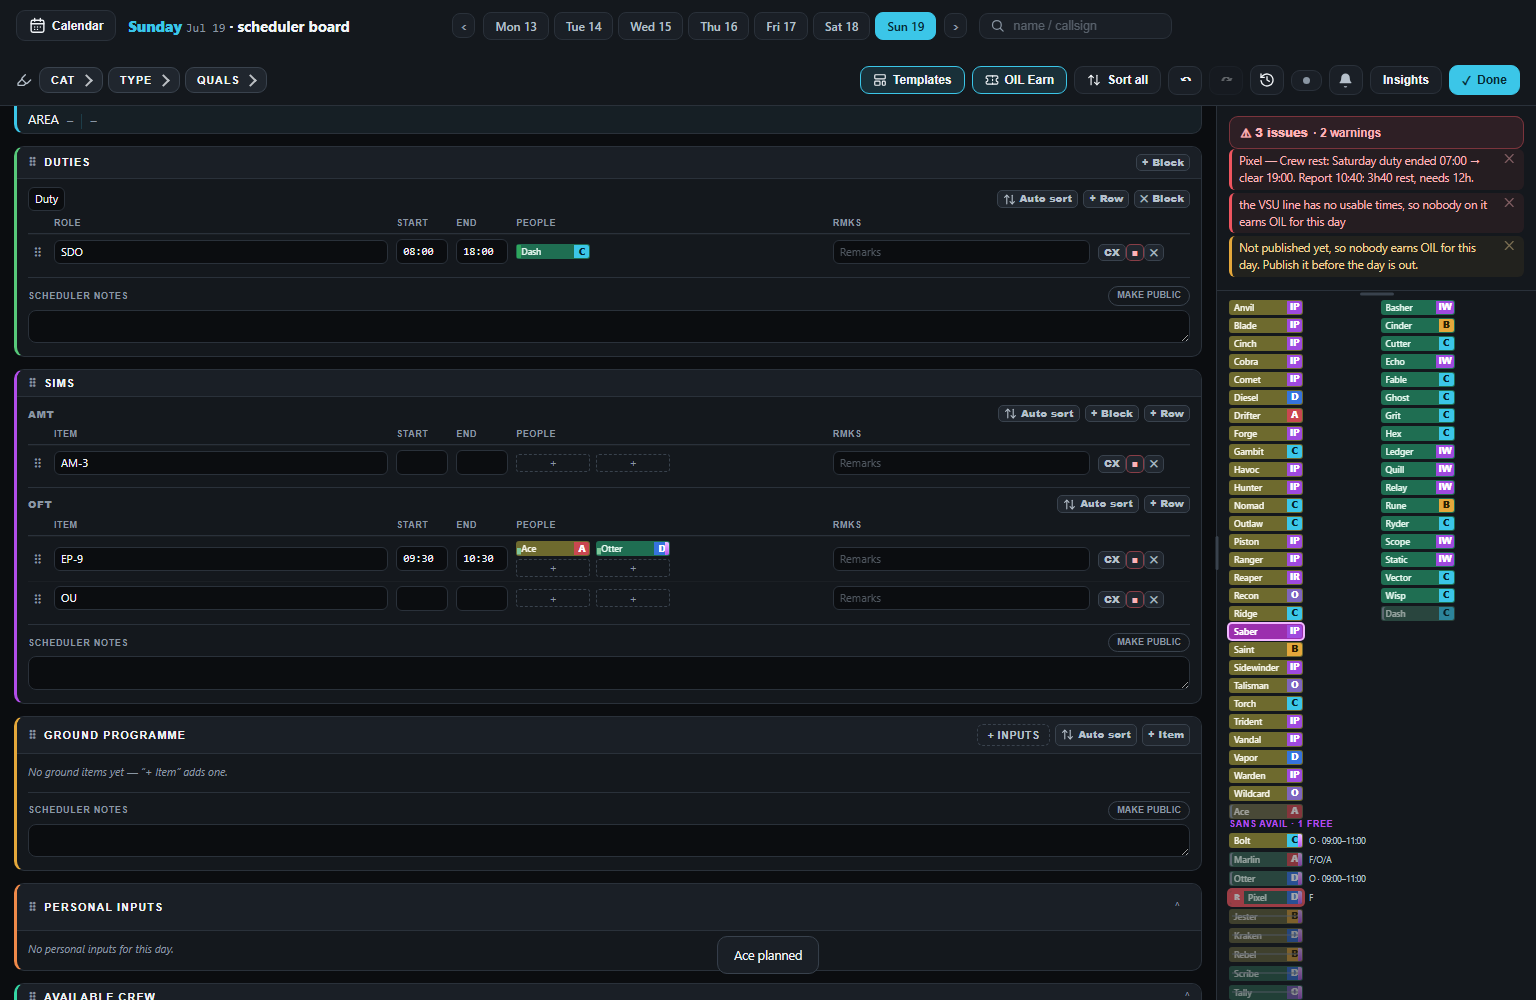 Calendar
Sunday Jul 19 · scheduler board
‹
Mon 13
Tue 14
Wed 15
Thu 16
Fri 17
Sat 18
Sun 19
›
name / callsign
CAT
TYPE
QUALS
Templates
OIL Earn
Sort all
Insights
✓ Done
AREA – | –
DUTIES
+ Block
Duty
Auto sort
+ Row
✕ Block
ROLE START END PEOPLE RMKS
SDO 08:00 18:00 Dash C Remarks CX ✕
SCHEDULER NOTES
MAKE PUBLIC
SIMS
AMT
Auto sort
+ Block
+ Row
ITEM START END PEOPLE RMKS
AM-3 + + Remarks CX ✕
OFT
Auto sort
+ Row
ITEM START END PEOPLE RMKS
EP-9 09:30 10:30 Ace A Otter D Remarks CX ✕
+ +
OU + + Remarks CX ✕
SCHEDULER NOTES
MAKE PUBLIC
GROUND PROGRAMME
+ INPUTS
Auto sort
+ Item
No ground items yet — "+ Item" adds one.
SCHEDULER NOTES
MAKE PUBLIC
PERSONAL INPUTS
No personal inputs for this day.
Ace planned
AVAILABLE CREW
⚠ 3 issues · 2 warnings
Pixel — Crew rest: Saturday duty ended 07:00 →
clear 19:00. Report 10:40: 3h40 rest, needs 12h.
the VSU line has no usable times, so nobody on it
earns OIL for this day
Not published yet, so nobody earns OIL for this
day. Publish it before the day is out.
Anvil IP
Blade IP
Cinch IP
Cobra IP
Comet IP
Diesel D
Drifter A
Forge IP
Gambit C
Havoc IP
Hunter IP
Nomad C
Outlaw C
Piston IP
Ranger IP
Reaper IR
Recon O
Ridge C
Saber IP
Saint B
Sidewinder IP
Talisman O
Torch C
Trident IP
Vandal IP
Vapor D
Warden IP
Wildcard O
Ace A
Basher IW
Cinder B
Cutter C
Echo IW
Fable C
Ghost C
Grit C
Hex C
Ledger IW
Quill IW
Relay IW
Rune B
Ryder C
Scope IW
Static IW
Vector C
Wisp C
Dash C
SANS AVAIL · 1 FREE
Bolt C O · 09:00–11:00
Marlin A F/O/A
Otter D O · 09:00–11:00
R Pixel D F
Jester B
Kraken D
Rebel B
Scribe D
Tally O